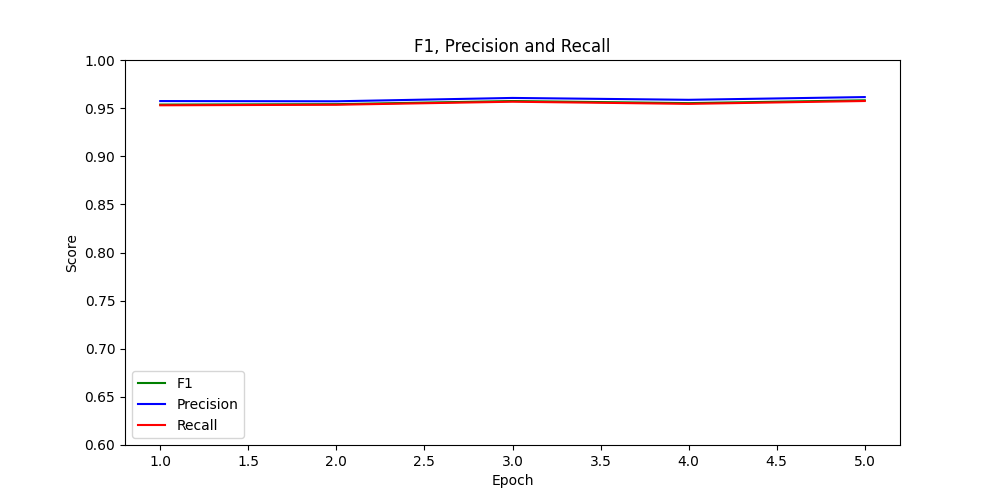 F1, Precision and Recall
1.00
0.95
0.90
0.85
0.80
0.75
0.70
0.65
0.60
Score
F1
Precision
Recall
1.0 1.5 2.0 2.5 3.0 3.5 4.0 4.5 5.0
Epoch